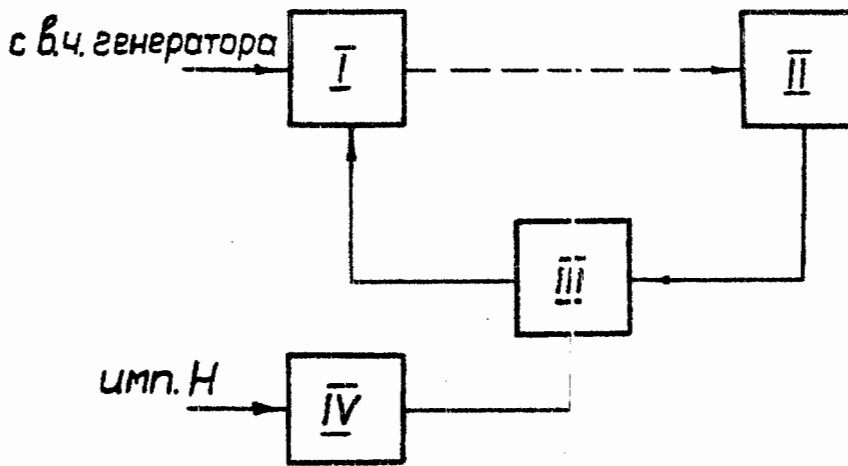 с в.ч. генератора
I
II
III
имп. Н
IV